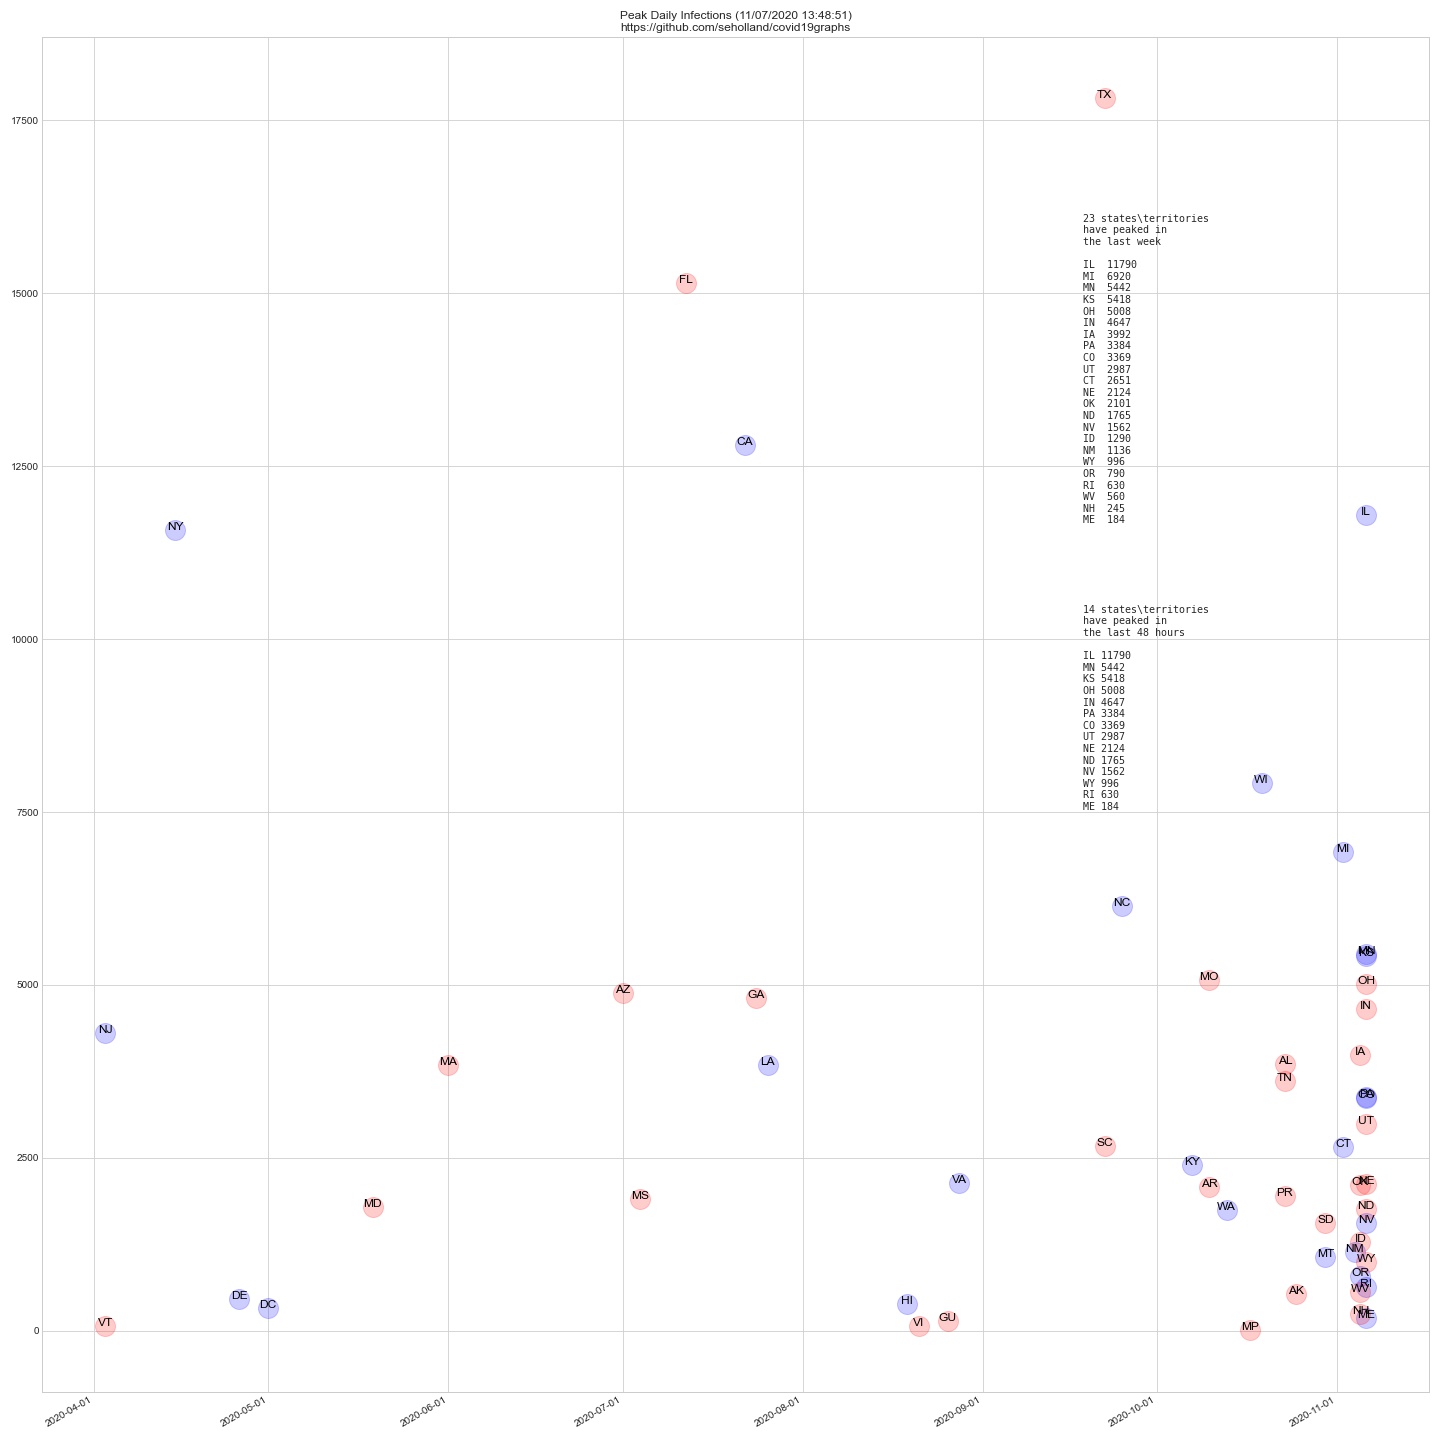 Peak Daily Infections (11/07/2020 13:48:51)
https://github.com/seholland/covid19graphs
TX
17500
23 states\territories
have peaked in
the last week
IL 11790
MI 6920
MN 5442
KS 5418
OH 5008
IN 4647
IA 3992
PA 3384
CO 3369
UT 2987
CT 2651
NE 2124
OK 2101
ND 1765
NV 1562
ID 1290
NM 1136
WY 996
OR 790
RI 630
WV 560
NH 245
ME 184
FL
15000
CA
12500
NY
IL
14 states\territories
have peaked in
the last 48 hours
IL 11790
MN 5442
KS 5418
OH 5008
IN 4647
PA 3384
CO 3369
UT 2987
NE 2124
ND 1765
NV 1562
WY 996
RI 630
ME 184
10000
WI
7500
MI
NC
MN
KS
5000
MO
OH
AZ
GA
IN
NJ
MA
LA
AL
IA
TN
PA
CO
UT
2500
SC
CT
KY
VA
AR
OK
NE
MD
MS
WA
PR
ND
SD
NV
ID
MT
NM
WY
OR
DE
DC
HI
AK
RI
WV
VT
VI
GU
MP
NH
ME
0
2020-04-01
2020-05-01
2020-06-01
2020-07-01
2020-08-01
2020-09-01
2020-10-01
2020-11-01